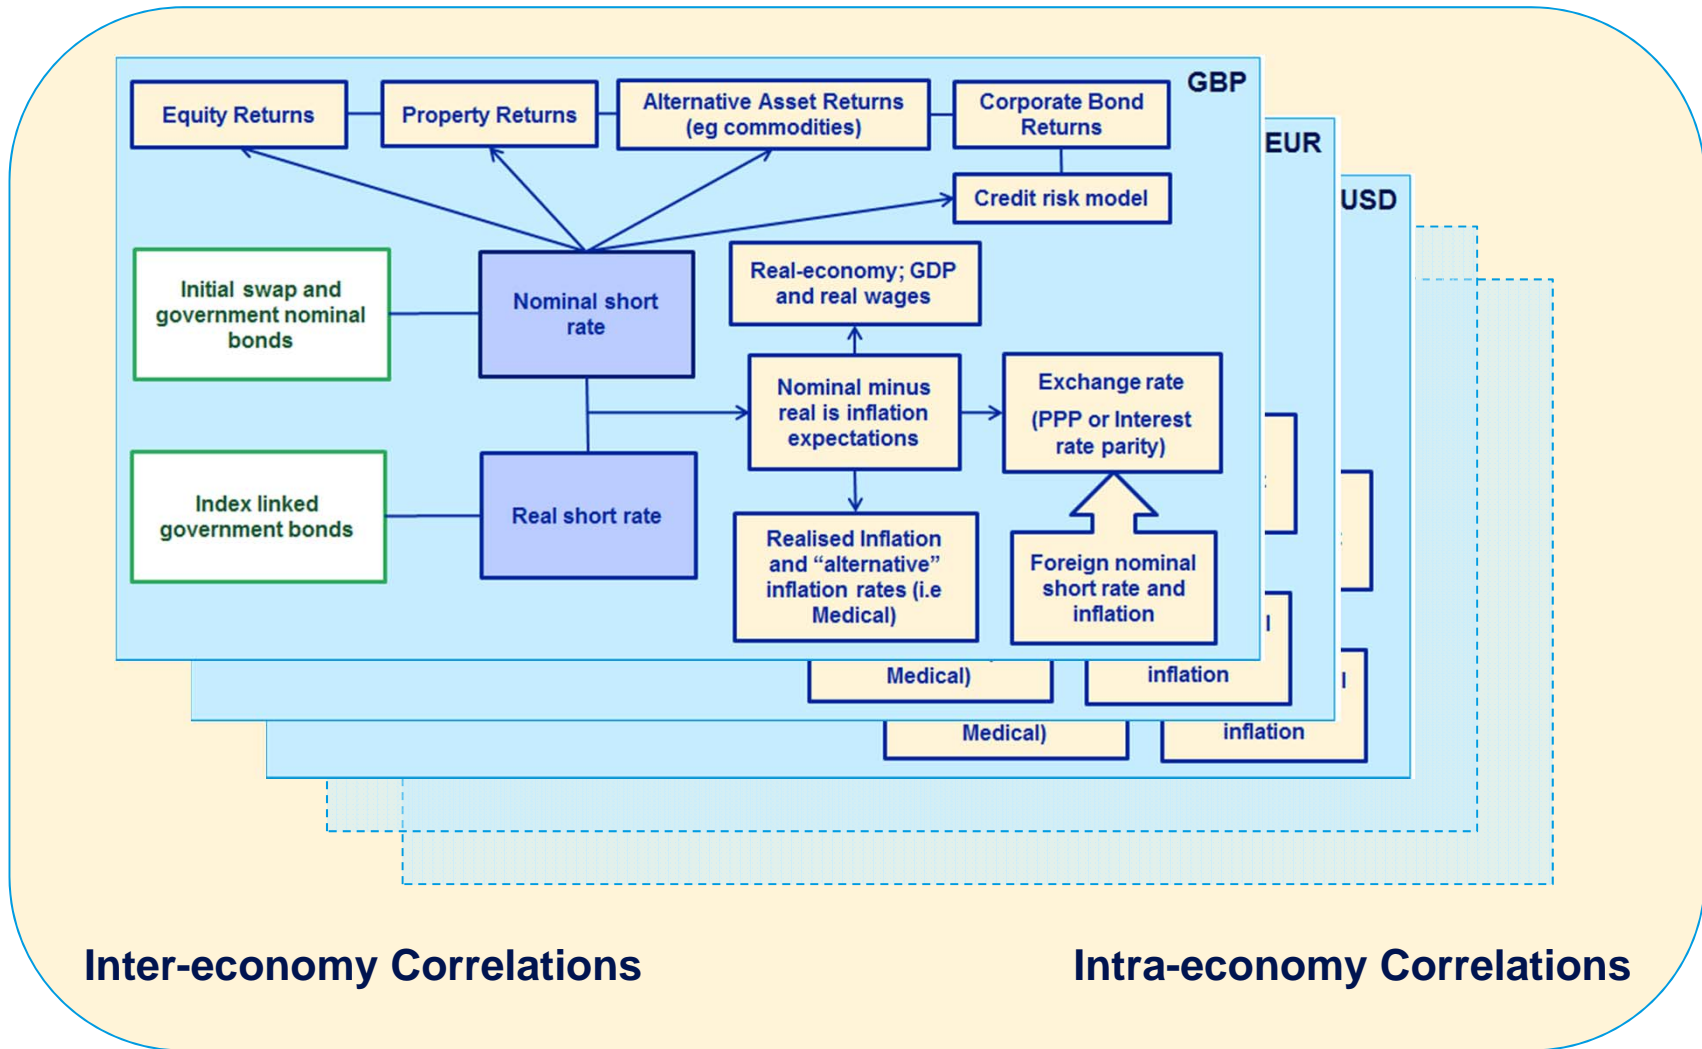 GBP
Equity Returns
Property Returns
Alternative Asset Returns
(eg commodities)
Corporate Bond
Returns
EUR
Credit risk model
USD
Initial swap and
government nominal
bonds
Nominal short
rate
Real-economy; GDP
and real wages
Nominal minus
real is inflation
expectations
Exchange rate
(PPP or Interest
rate parity)
Index linked
government bonds
Real short rate
Realised Inflation
and “alternative”
inflation rates (i.e
Medical)
Foreign nominal
short rate and
inflation
Medical)
inflation
Medical)
inflation
Inter-economy Correlations
Intra-economy Correlations